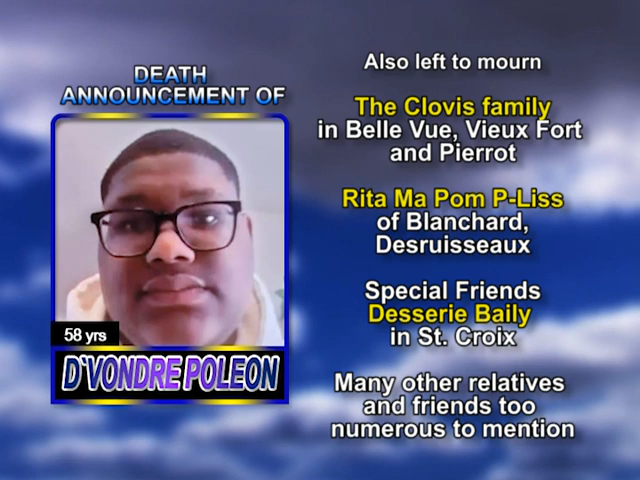 DEATH
ANNOUNCEMENT OF
58 yrs
D`VONDRE POLEON
Also left to mourn
The Clovis family
in Belle Vue, Vieux Fort
and Pierrot
Rita Ma Pom P-Liss
of Blanchard,
Desruisseaux
Special Friends
Desserie Baily
in St. Croix
Many other relatives
and friends too
numerous to mention